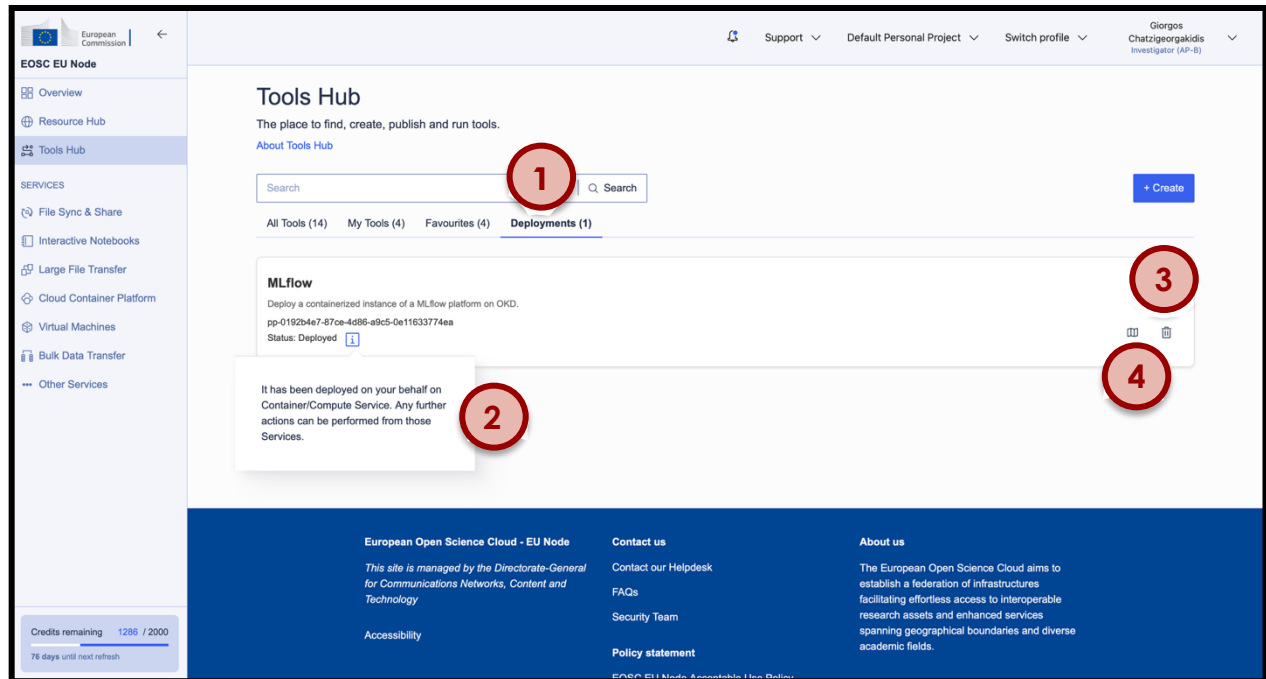 European
Commission
EOSC EU Node
Overview
Resource Hub
Tools Hub
SERVICES
File Sync & Share
Interactive Notebooks
Large File Transfer
Cloud Container Platform
Virtual Machines
Bulk Data Transfer
Other Services
Credits remaining 1286 / 2000
76 days until next refresh
Support
Default Personal Project
Switch profile
Giorgos
Chatzigeorgakidis
Investigator (AP-B)
Tools Hub
The place to find, create, publish and run tools.
About Tools Hub
1
Search
Search
+ Create
All Tools (14) My Tools (4) Favourites (4) Deployments (1)
3
MLflow
Deploy a containerized instance of a MLflow platform on OKD.
pp-0192b4e7-87ce-4d86-a9c5-0e11633774ea
Status: Deployed i
4
It has been deployed on your behalf on
Container/Compute Service. Any further
actions can be performed from those
Services.
2
European Open Science Cloud - EU Node
This site is managed by the Directorate-General
for Communications Networks, Content and
Technology
Accessibility
Contact us
Contact our Helpdesk
FAQs
Security Team
Policy statement
EOSC EU Node Acceptable Use Policy
About us
The European Open Science Cloud aims to
establish a federation of infrastructures
facilitating effortless access to interoperable
research assets and enhanced services
spanning geographical boundaries and diverse
academic fields.